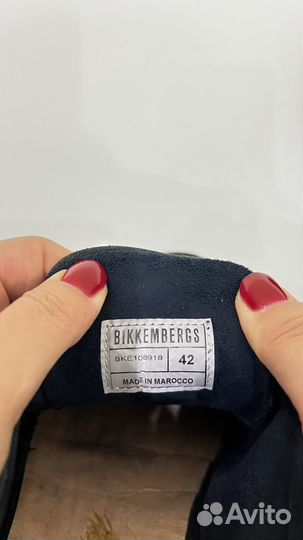 BIKKEMBERGS
BKE108918 42
MADE IN MAROCCO
Avito